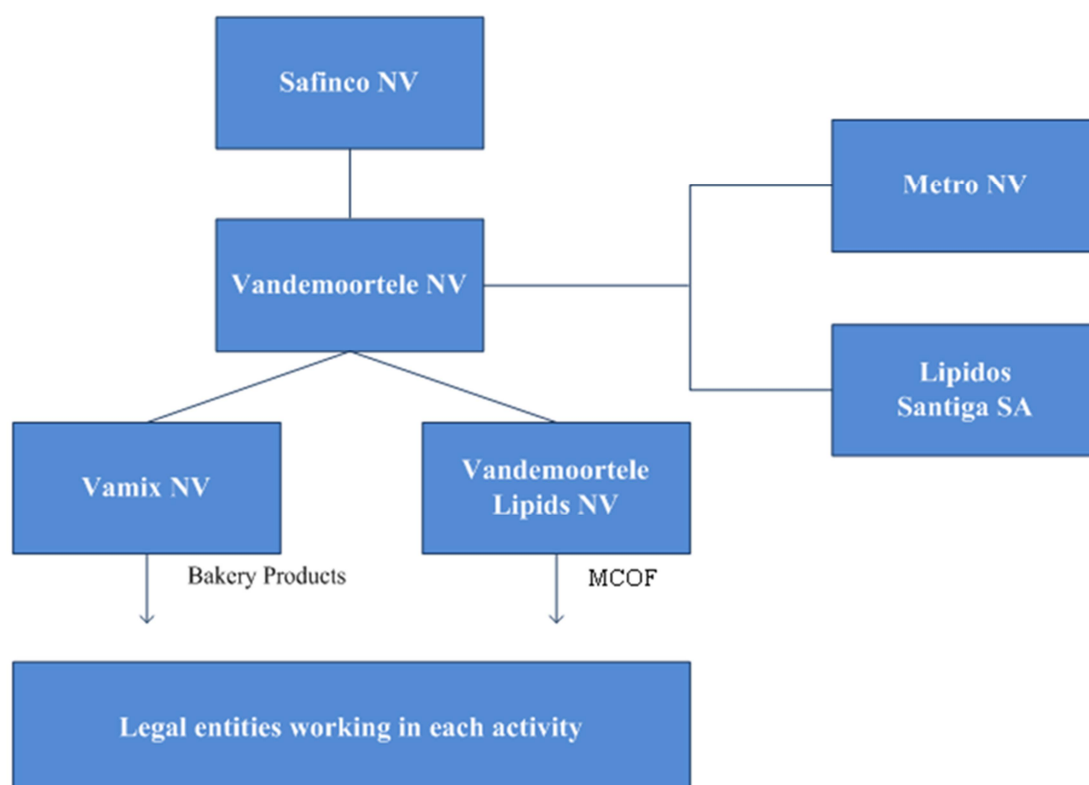 Safinco NV
Metro NV
Vandemoortele NV
Lipidos
Santiga SA
Vamix NV
Vandemoortele
Lipids NV
Bakery Products
MCOF
Legal entities working in each activity